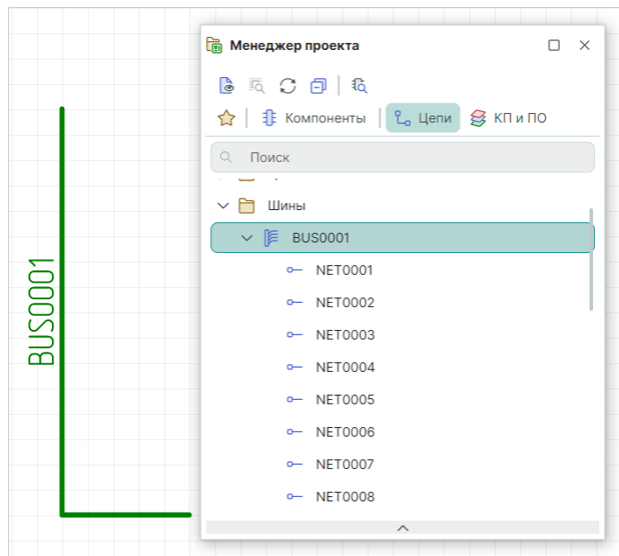 Менеджер проекта
Компоненты
Цепи
КП и ПО
Поиск
Шины
BUS0001
NET0001
NET0002
NET0003
NET0004
NET0005
NET0006
NET0007
NET0008
BUS0001